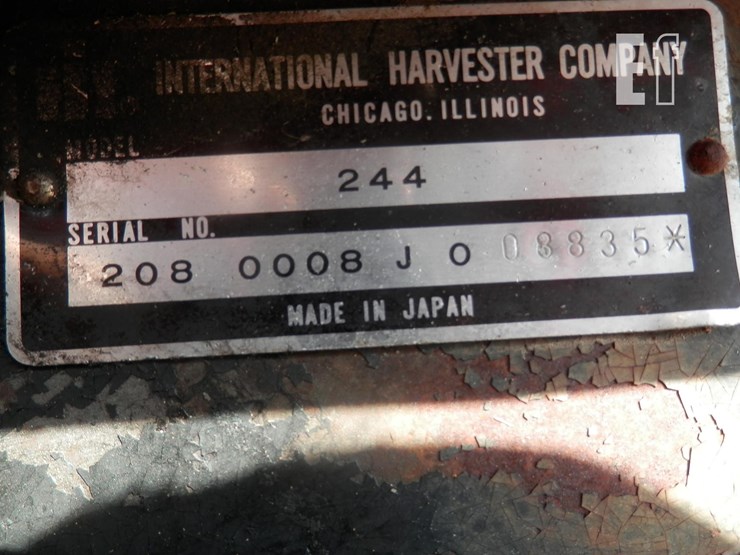 INTERNATIONAL HARVESTER COMPANY
CHICAGO, ILLINOIS
MODEL
244
SERIAL NO.
208 0008 J 0 08835*
MADE IN JAPAN